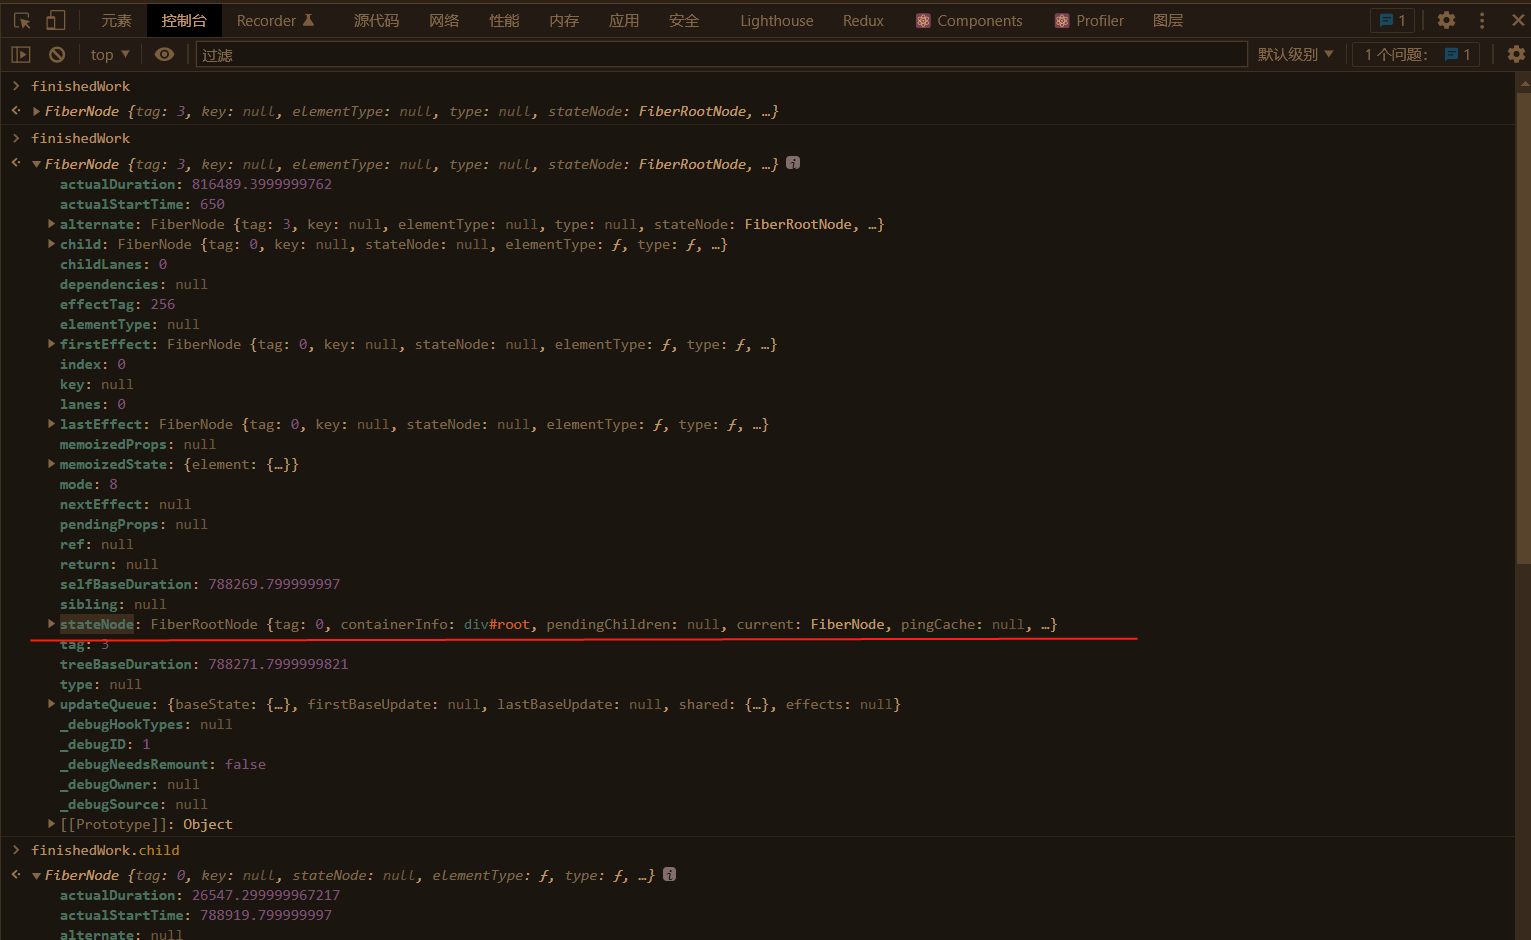 元素 控制台 Recorder 源代码 网络 性能 内存 应用 安全 Lighthouse Redux Components Profiler 图层 1
top 过滤 默认级别 1 个问题: 1
finishedWork
FiberNode {tag: 3, key: null, elementType: null, type: null, stateNode: FiberRootNode, …}
finishedWork
FiberNode {tag: 3, key: null, elementType: null, type: null, stateNode: FiberRootNode, …} i
actualDuration: 816489.3999999762
actualStartTime: 650
alternate: FiberNode {tag: 3, key: null, elementType: null, type: null, stateNode: FiberRootNode, …}
child: FiberNode {tag: 0, key: null, stateNode: null, elementType: ƒ, type: ƒ, …}
childLanes: 0
dependencies: null
effectTag: 256
elementType: null
firstEffect: FiberNode {tag: 0, key: null, stateNode: null, elementType: ƒ, type: ƒ, …}
index: 0
key: null
lanes: 0
lastEffect: FiberNode {tag: 0, key: null, stateNode: null, elementType: ƒ, type: ƒ, …}
memoizedProps: null
memoizedState: {element: {…}}
mode: 8
nextEffect: null
pendingProps: null
ref: null
return: null
selfBaseDuration: 788269.799999997
sibling: null
stateNode: FiberRootNode {tag: 0, containerInfo: div#root, pendingChildren: null, current: FiberNode, pingCache: null, …}
tag: 3
treeBaseDuration: 788271.7999999821
type: null
updateQueue: {baseState: {…}, firstBaseUpdate: null, lastBaseUpdate: null, shared: {…}, effects: null}
_debugHookTypes: null
_debugID: 1
_debugNeedsRemount: false
_debugOwner: null
_debugSource: null
[[Prototype]]: Object
finishedWork.child
FiberNode {tag: 0, key: null, stateNode: null, elementType: ƒ, type: ƒ, …} i
actualDuration: 26547.299999967217
actualStartTime: 788919.799999997
alternate: null